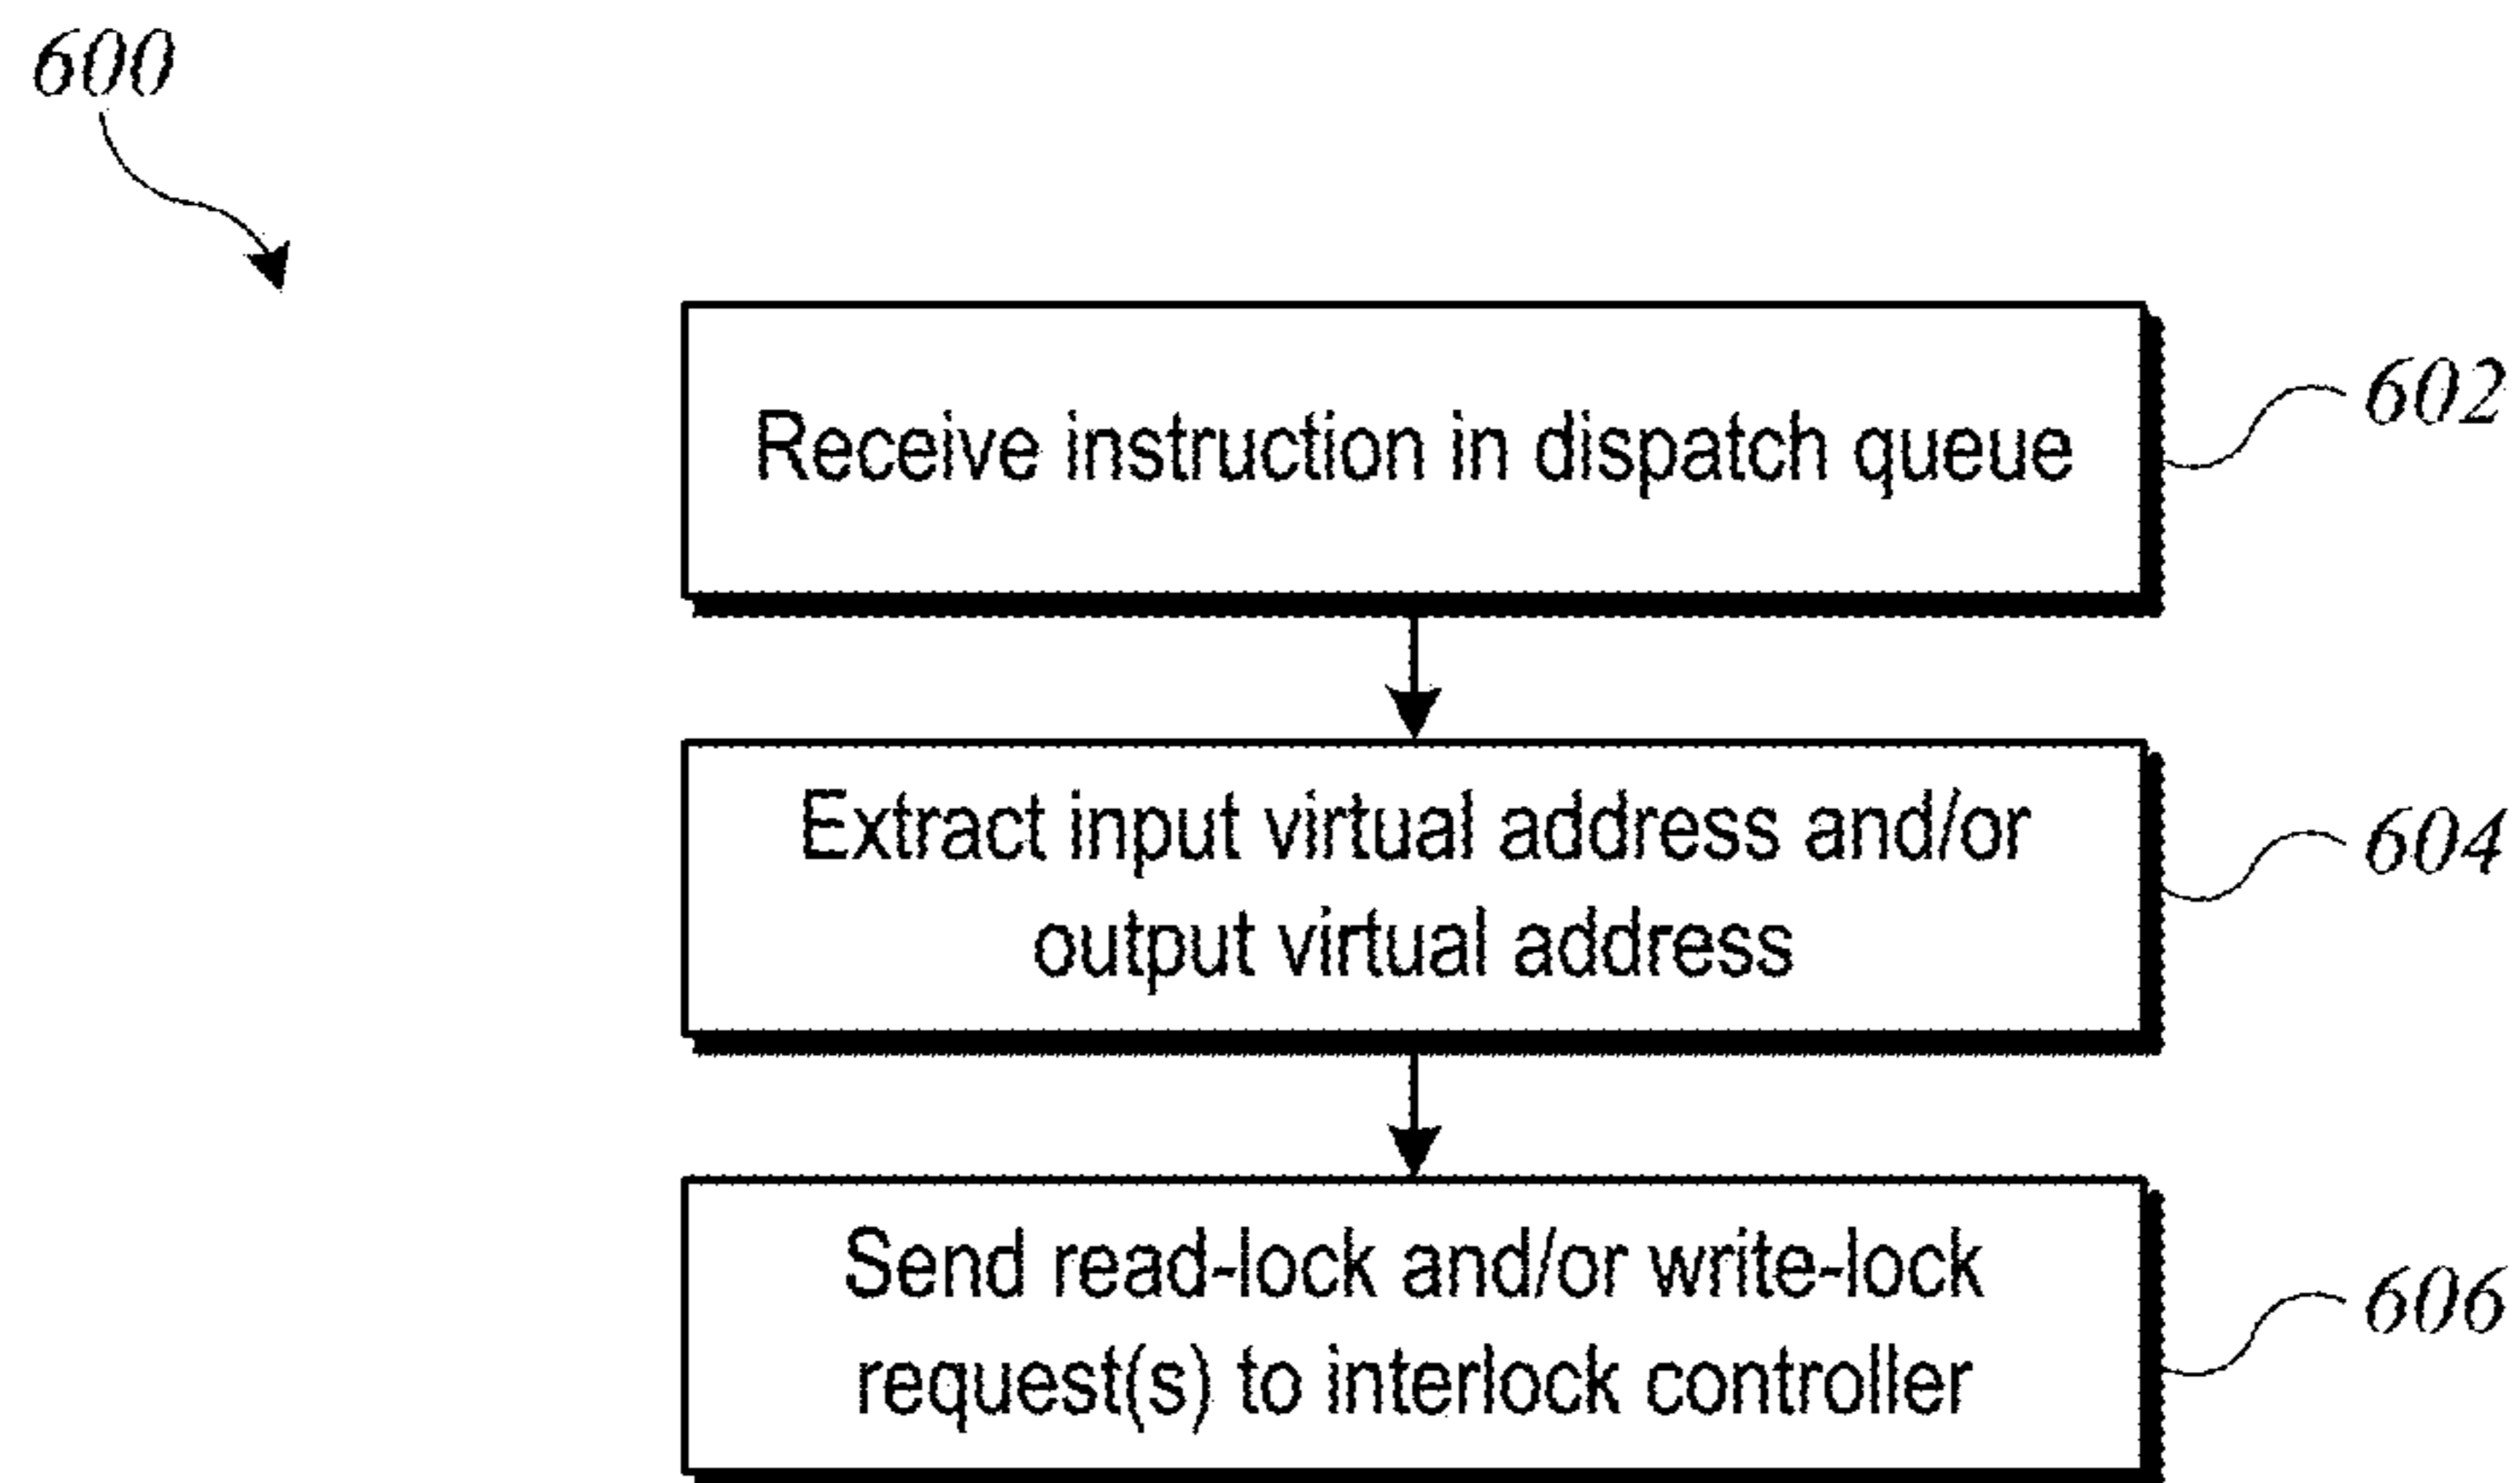 600
Receive instruction in dispatch queue
602
Extract input virtual address and/or
output virtual address
604
Send read-lock and/or write-lock
request(s) to interlock controller
606